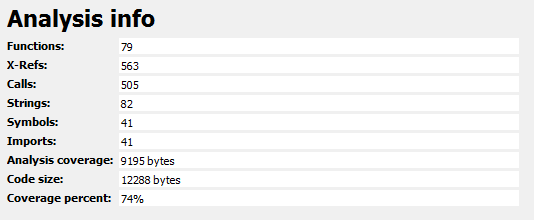 Analysis info
Functions: 79
X-Refs: 563
Calls: 505
Strings: 82
Symbols: 41
Imports: 41
Analysis coverage: 9195 bytes
Code size: 12288 bytes
Coverage percent: 74%